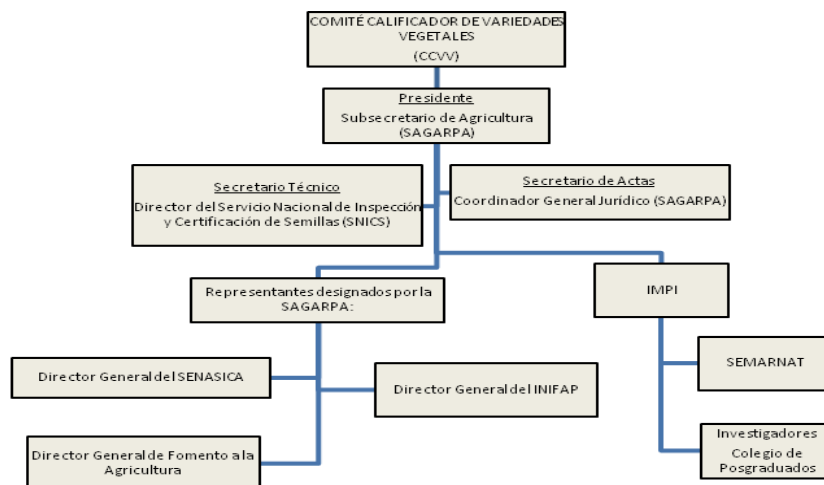 COMITÉ CALIFICADOR DE VARIEDADES
VEGETALES
(CCVV)
Presidente
Subsecretario de Agricultura
(SAGARPA)
Secretario Técnico
Director del Servicio Nacional de Inspección
y Certificación de Semillas (SNICS)
Secretario de Actas
Coordinador General Jurídico (SAGARPA)
Representantes designados por la
SAGARPA:
IMPI
Director General del SENASICA
Director General del INIFAP
SEMARNAT
Director General de Fomento a la
Agricultura
Investigadores
Colegio de
Posgraduados